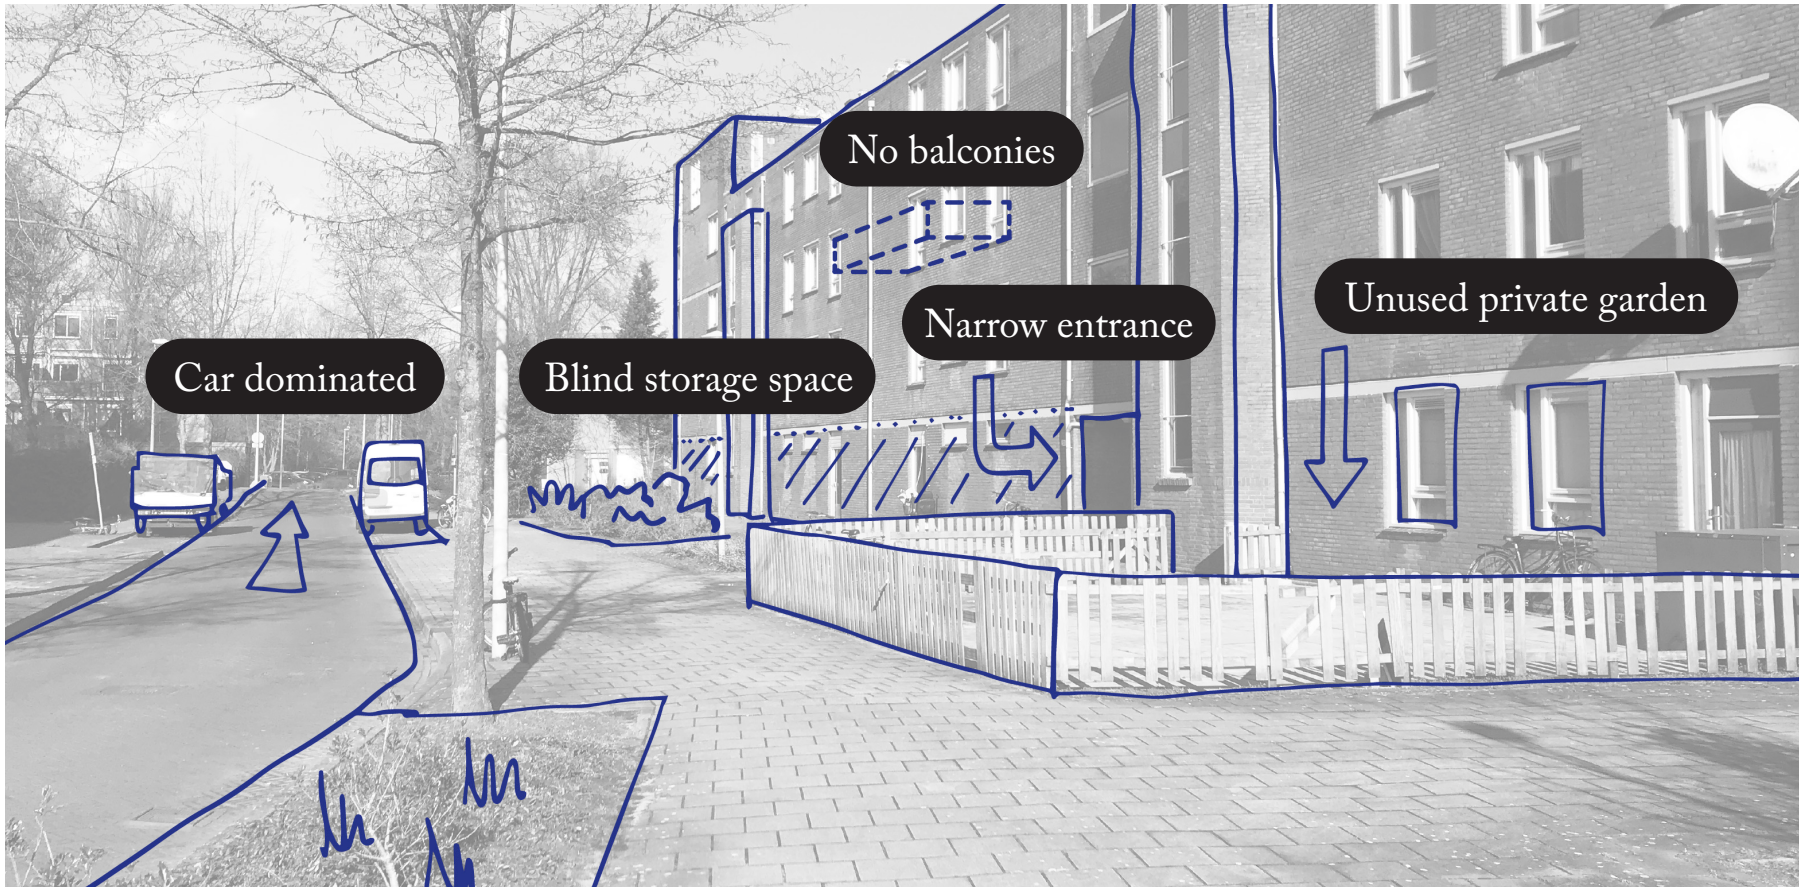 No balconies
Unused private garden
Narrow entrance
Car dominated
Blind storage space